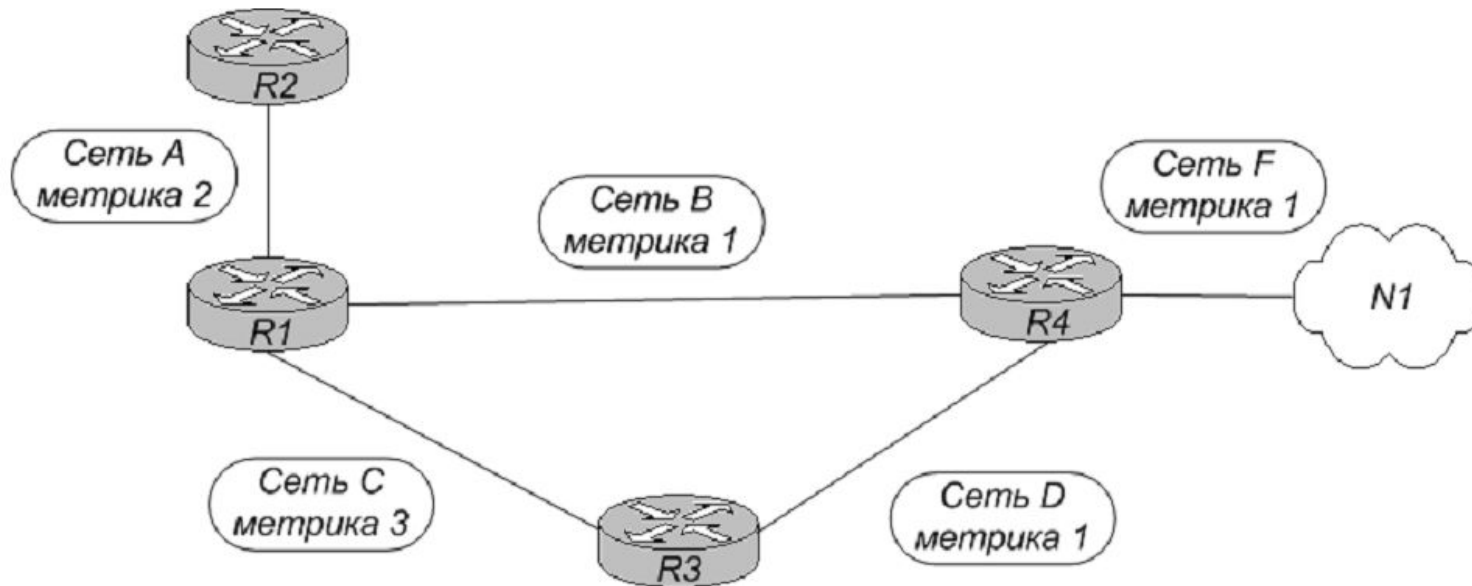 R2
Сеть A
метрика 2
Сеть F
метрика 1
Сеть B
метрика 1
R1
R4
N1
Сеть C
метрика 3
Сеть D
метрика 1
R3